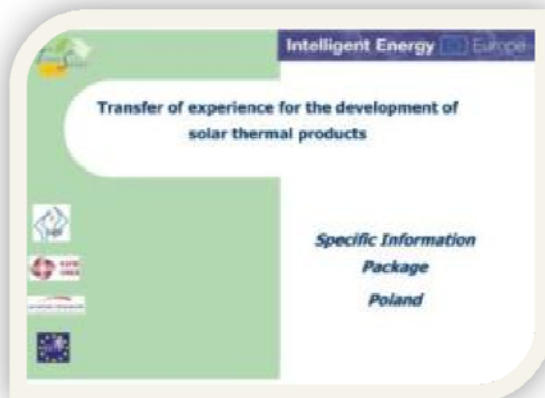 Intelligent Energy Europe
Transfer of experience for the development of
solar thermal products
Specific Information
Package
Poland